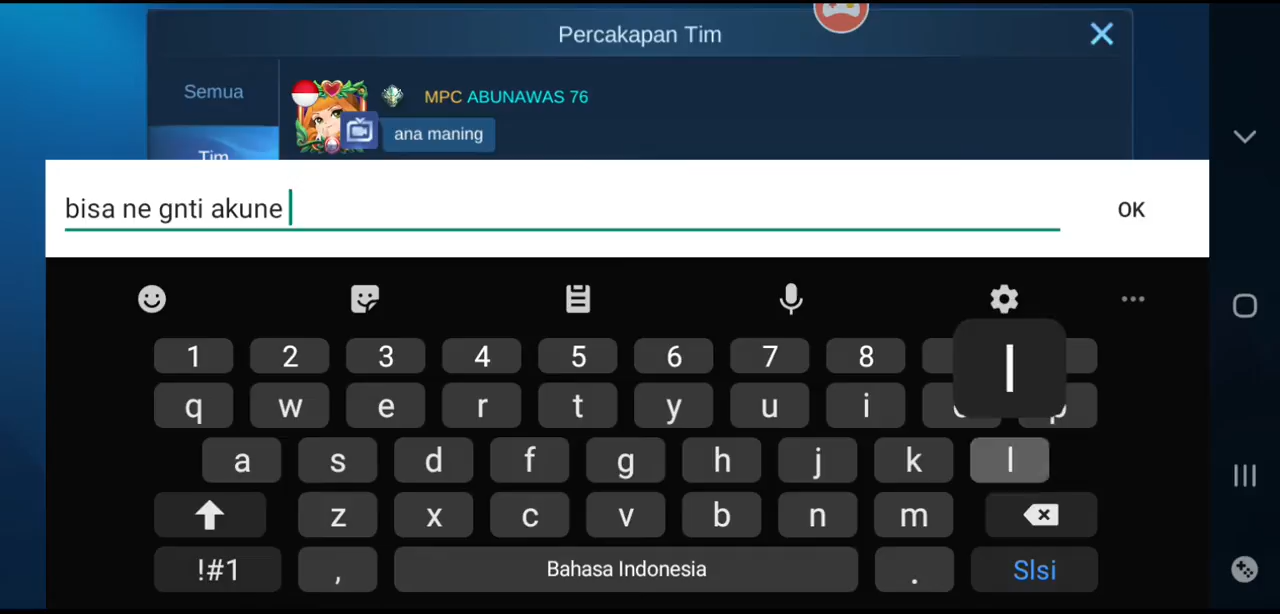 Percakapan Tim
Semua
MPC ABUNAWAS 76
ana maning
Tim
bisa ne gnti akune
OK
1 2 3 4 5 6 7 8
l
q w e r t y u i o p
a s d f g h j k l
z x c v b n m
!#1 , Bahasa Indonesia . Slsi